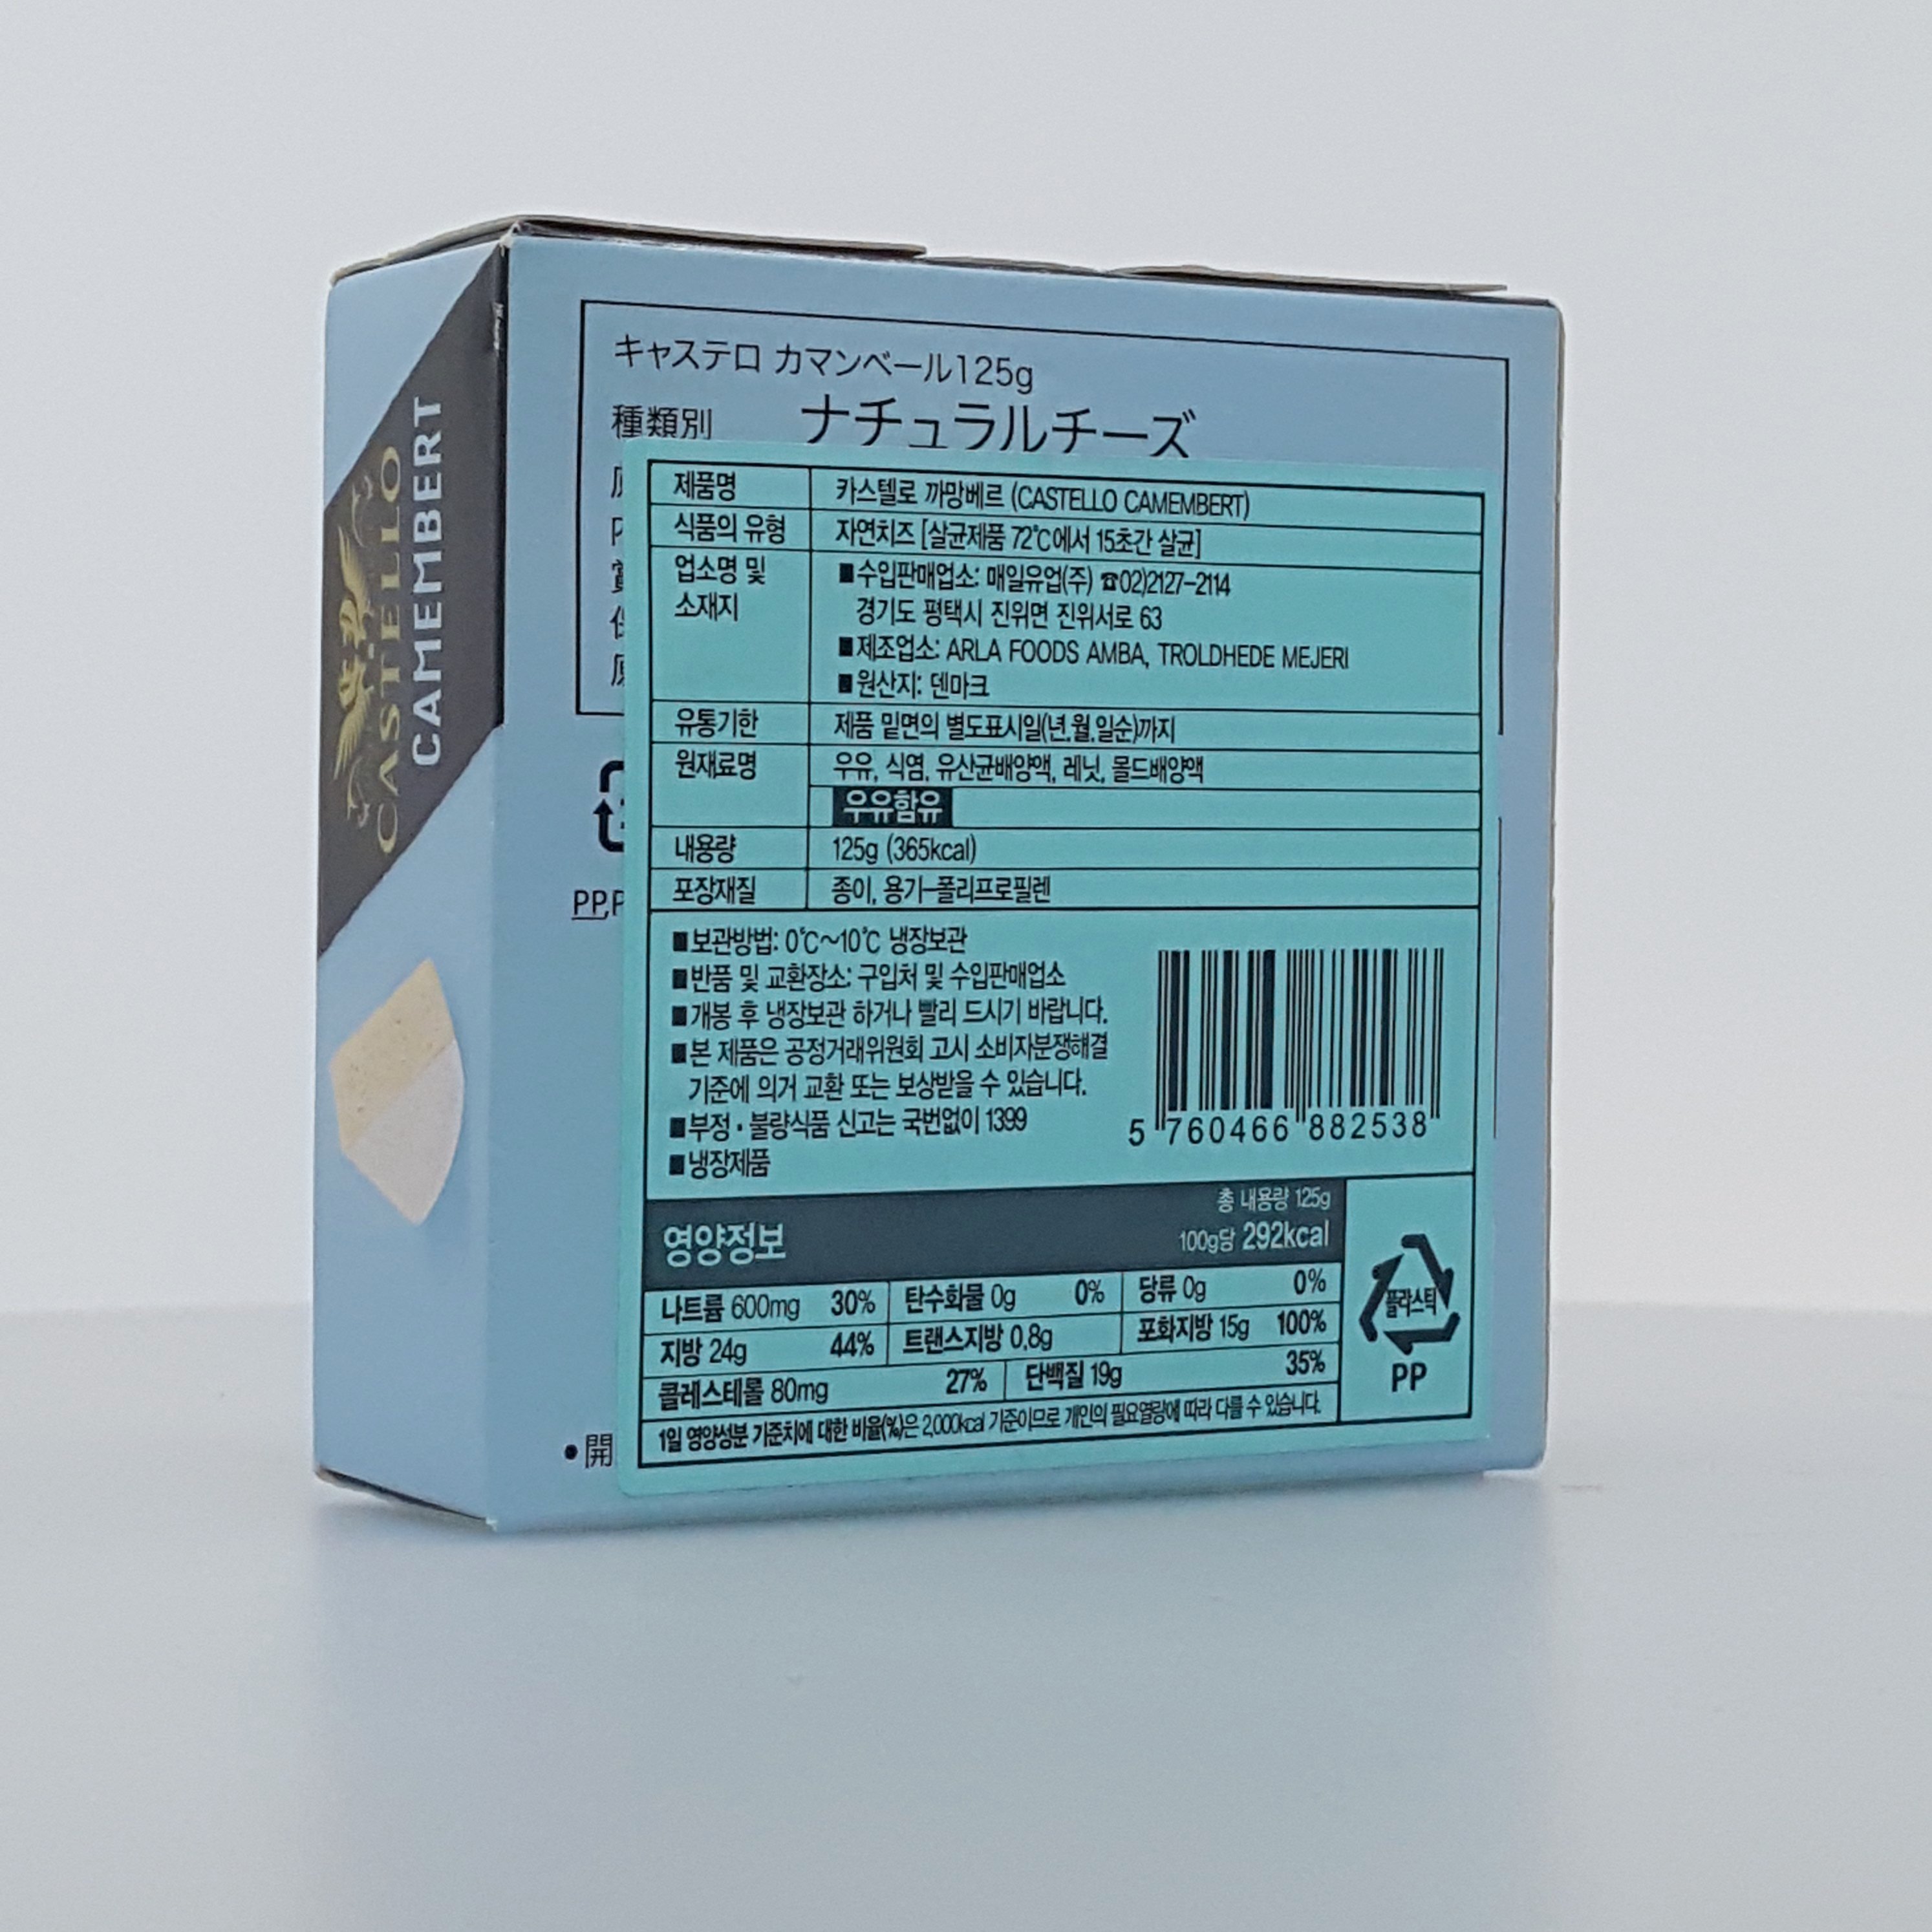 CASTELLO
CAMEMBERT
キャステロ カマンベール125g
種類別 ナチュラルチーズ
制품명 카스텔로 까망베르 (CASTELLO CAMEMBERT)
식품의 유형 자연치즈 [살균제품 72℃에서 15초간 살균]
업소명 및
소재지
■수입판매업소: 매일유업(주) ☎02)2127-2114
경기도 평택시 진위면 진위서로 63
■제조업소: ARLA FOODS AMBA, TROLDHEDE MEJERI
■원산지: 덴마크
유통기한 제품 밑면의 별도표시일(년.월.일순)까지
원재료명 우유, 식염, 유산균배양액, 레닛, 몰드배양액
우유함유
내용량 125g (365kcal)
포장재질 종이, 용기-폴리프로필렌
PP,P
■보관방법: 0℃~10℃ 냉장보관
■반품 및 교환장소: 구입처 및 수입판매업소
■개봉 후 냉장보관 하거나 빨리 드시기 바랍니다.
■본 제품은 공정거래위원회 고시 소비자분쟁해결
기준에 의거 교환 또는 보상받을 수 있습니다.
■부정·불량식품 신고는 국번없이 1399
■냉장제품
5 760466 882538
영양정보
총 내용량 125g
100g당 292kcal
나트륨 600mg 30% 탄수화물 0g 0% 당류 0g 0%
지방 24g 44% 트랜스지방 0.8g 포화지방 15g 100%
콜레스테롤 80mg 27% 단백질 19g 35%
1일 영양성분 기준치에 대한 비율(%)은 2,000kcal 기준이므로 개인의 필요열량에 따라 다를 수 있습니다.
플라스틱
PP
•開